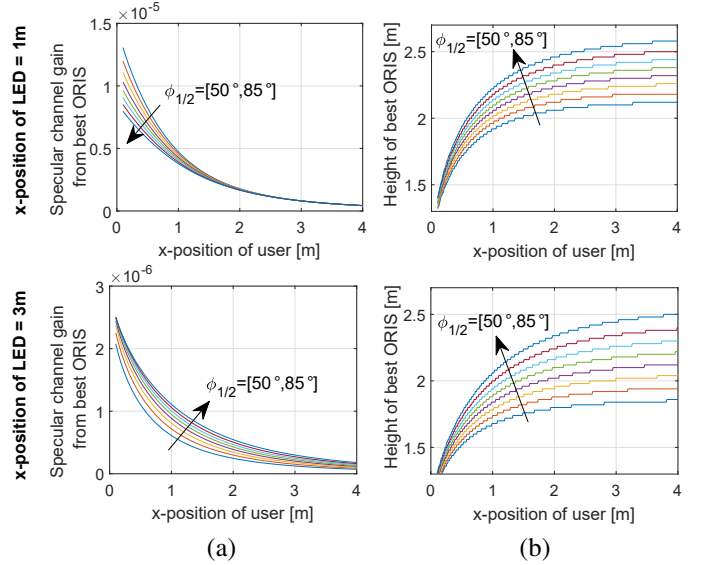 x-position of LED = 1m
Specular channel gain
from best ORIS
×10^-5
1.5
1
0.5
0
ϕ1/2=[50°,85°]
0 1 2 3 4
x-position of user [m]
Height of best ORIS [m]
2.5
2
1.5
ϕ1/2=[50°,85°]
0 1 2 3 4
x-position of user [m]
x-position of LED = 3m
Specular channel gain
from best ORIS
×10^-6
3
2
1
0
ϕ1/2=[50°,85°]
0 1 2 3 4
x-position of user [m]
Height of best ORIS [m]
2.5
2
1.5
ϕ1/2=[50°,85°]
0 1 2 3 4
x-position of user [m]
(a) (b)